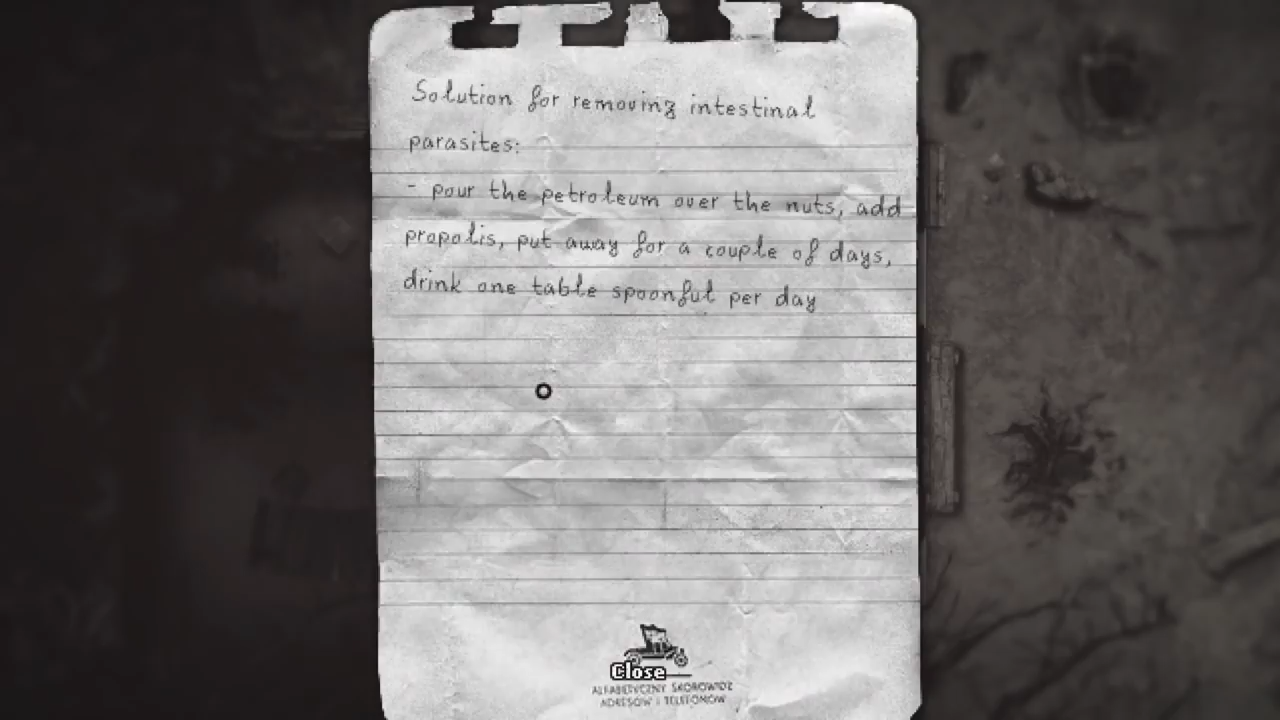 Solution for removing intestinal
parasites:
- pour the petroleum over the nuts, add
propolis, put away for a couple of days,
drink one table spoonful per day
Close
ALFABETYCZNY SKOROWIDZ
ADRESÓW I TELEFONÓW